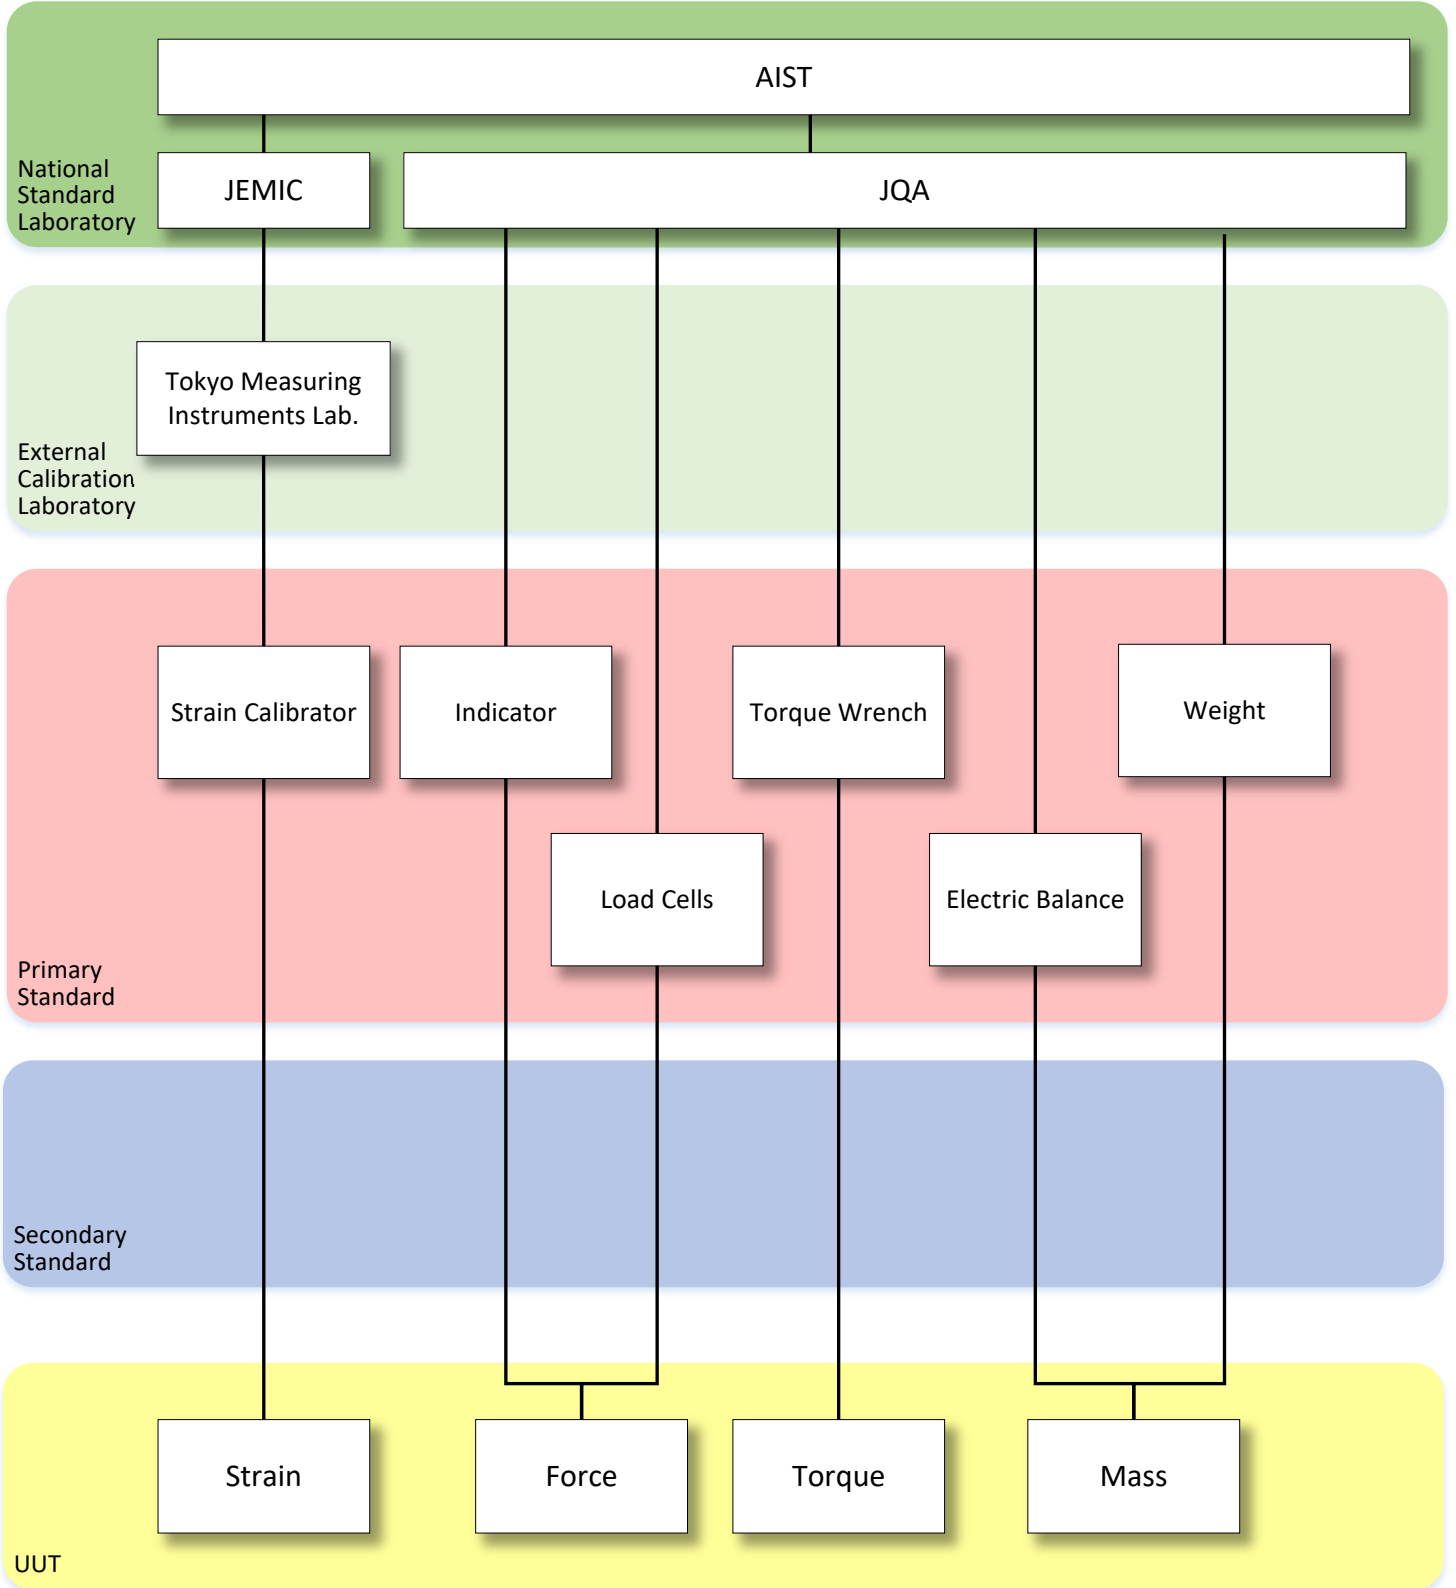 AIST
JEMIC
JQA
National
Standard
Laboratory
Tokyo Measuring
Instruments Lab.
External
Calibration
Laboratory
Strain Calibrator
Indicator
Torque Wrench
Weight
Load Cells
Electric Balance
Primary
Standard
Secondary
Standard
Strain
Force
Torque
Mass
UUT